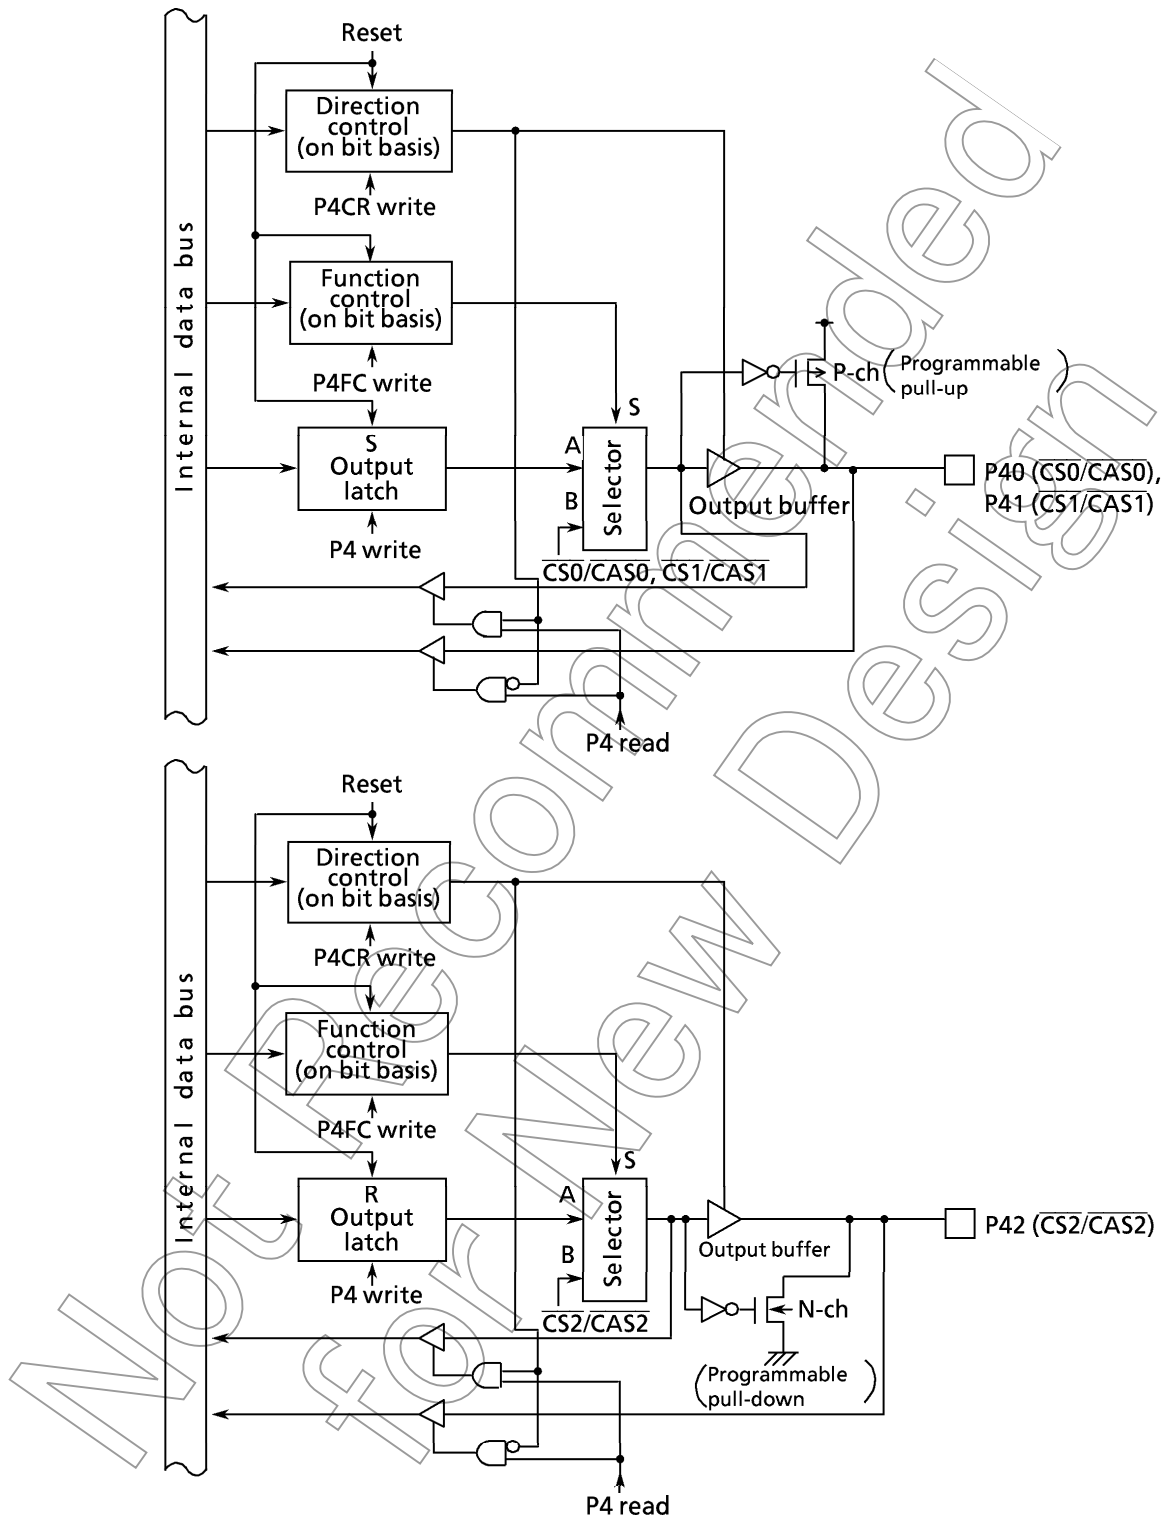 Reset
Direction
control
(on bit basis)
P4CR write
Internal data bus
Function
control
(on bit basis)
P4FC write
P-ch (Programmable
pull-up)
S
S
Output
latch
A
B
Selector
P40 (CS0/CAS0),
P41 (CS1/CAS1)
Output buffer
P4 write
CS0/CAS0, CS1/CAS1
P4 read
Reset
Direction
control
(on bit basis)
P4CR write
Internal data bus
Function
control
(on bit basis)
P4FC write
S
R
Output
latch
A
B
Selector
P42 (CS2/CAS2)
Output buffer
P4 write
N-ch
CS2/CAS2
(Programmable
pull-down)
P4 read
Not Recommended
for New Design